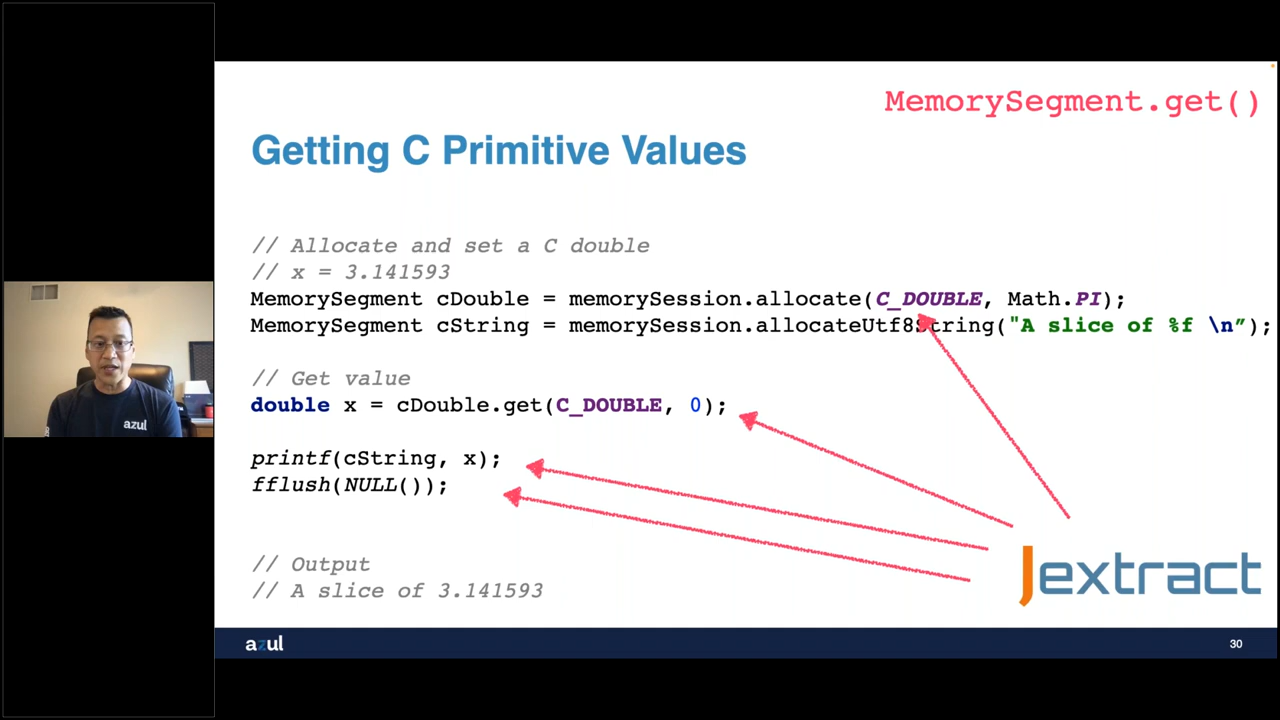 MemorySegment.get()
Getting C Primitive Values
// Allocate and set a C double
// x = 3.141593
MemorySegment cDouble = memorySession.allocate(C_DOUBLE, Math.PI);
MemorySegment cString = memorySession.allocateUtf8String("A slice of %f \n”);
// Get value
double x = cDouble.get(C_DOUBLE, 0);
printf(cString, x);
fflush(NULL());
// Output
// A slice of 3.141593
Jextract
azul
30
azul